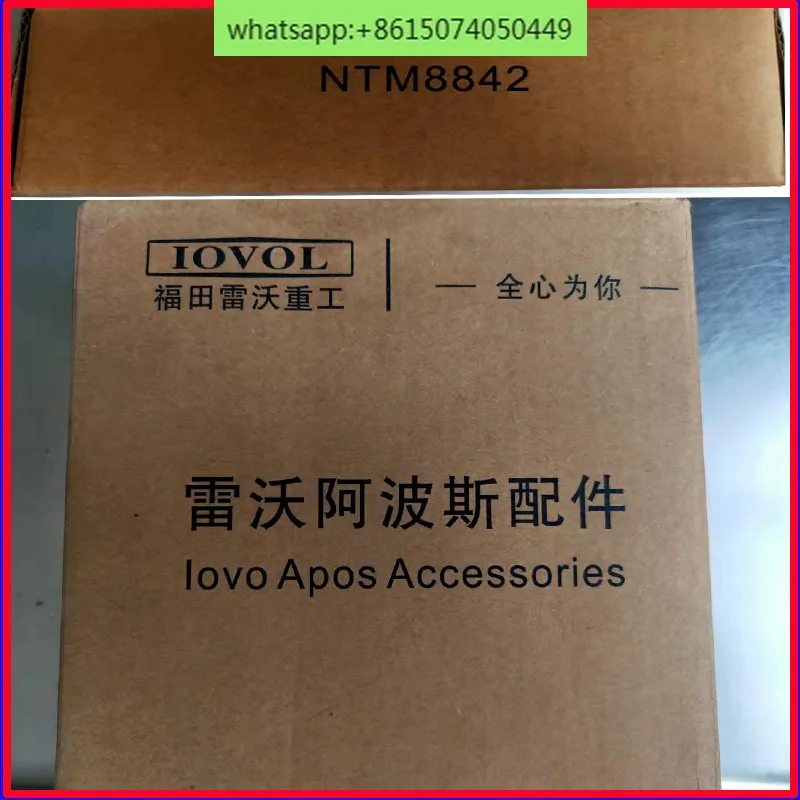 whatsapp:+8615074050449
NTM8842
IOVOL
福田雷沃重工
— 全心为你 —
雷沃阿波斯配件
lovo Apos Accessories